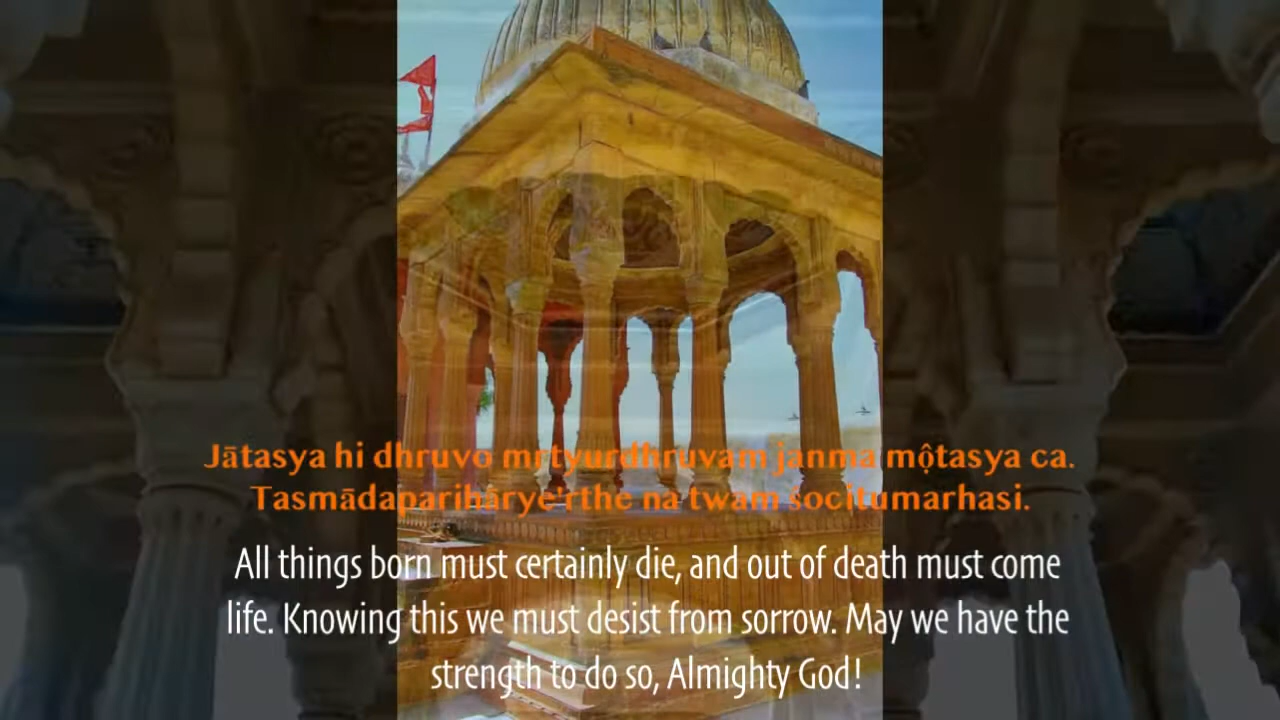 Jātasya hi dhruvo mrtyurdhruvam janma mộtasya ca.
Tasmādaparihārye'rthe na twam śocitumarhasi.
All things born must certainly die, and out of death must come
life. Knowing this we must desist from sorrow. May we have the
strength to do so, Almighty God!